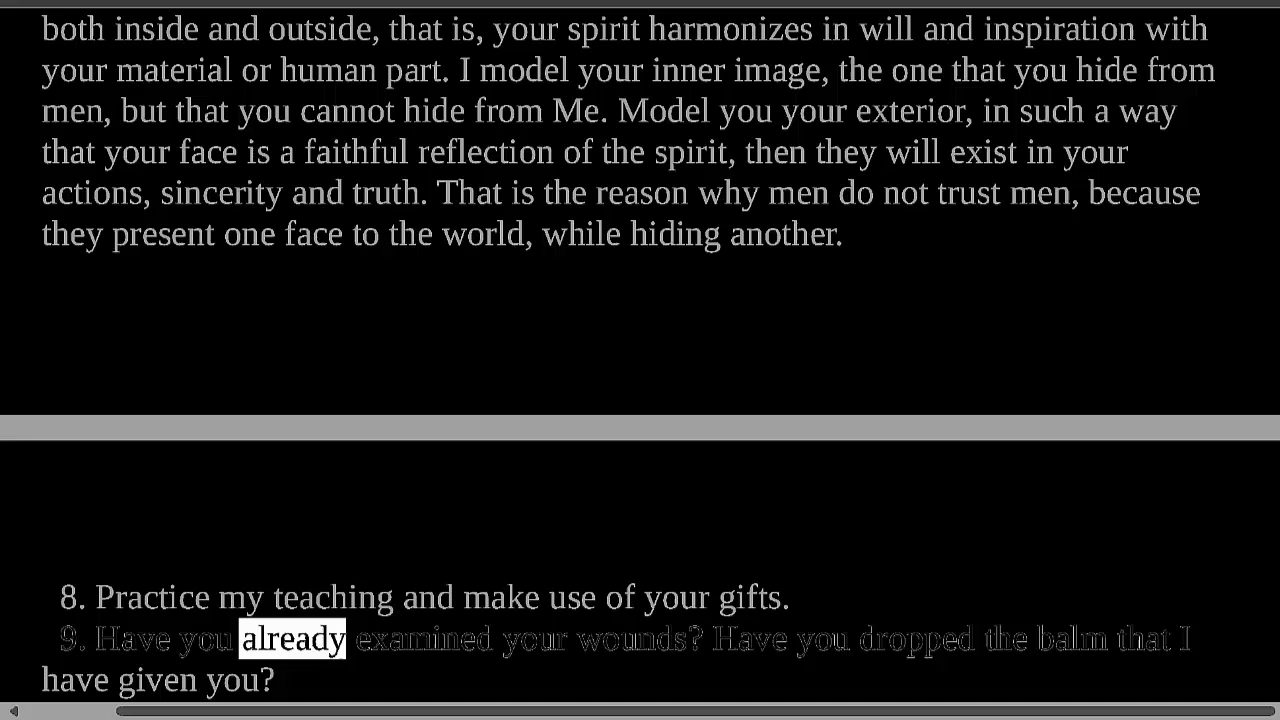 both inside and outside, that is, your spirit harmonizes in will and inspiration with
your material or human part. I model your inner image, the one that you hide from
men, but that you cannot hide from Me. Model you your exterior, in such a way
that your face is a faithful reflection of the spirit, then they will exist in your
actions, sincerity and truth. That is the reason why men do not trust men, because
they present one face to the world, while hiding another.
8. Practice my teaching and make use of your gifts.
9. Have you already examined your wounds? Have you dropped the balm that I
have given you?